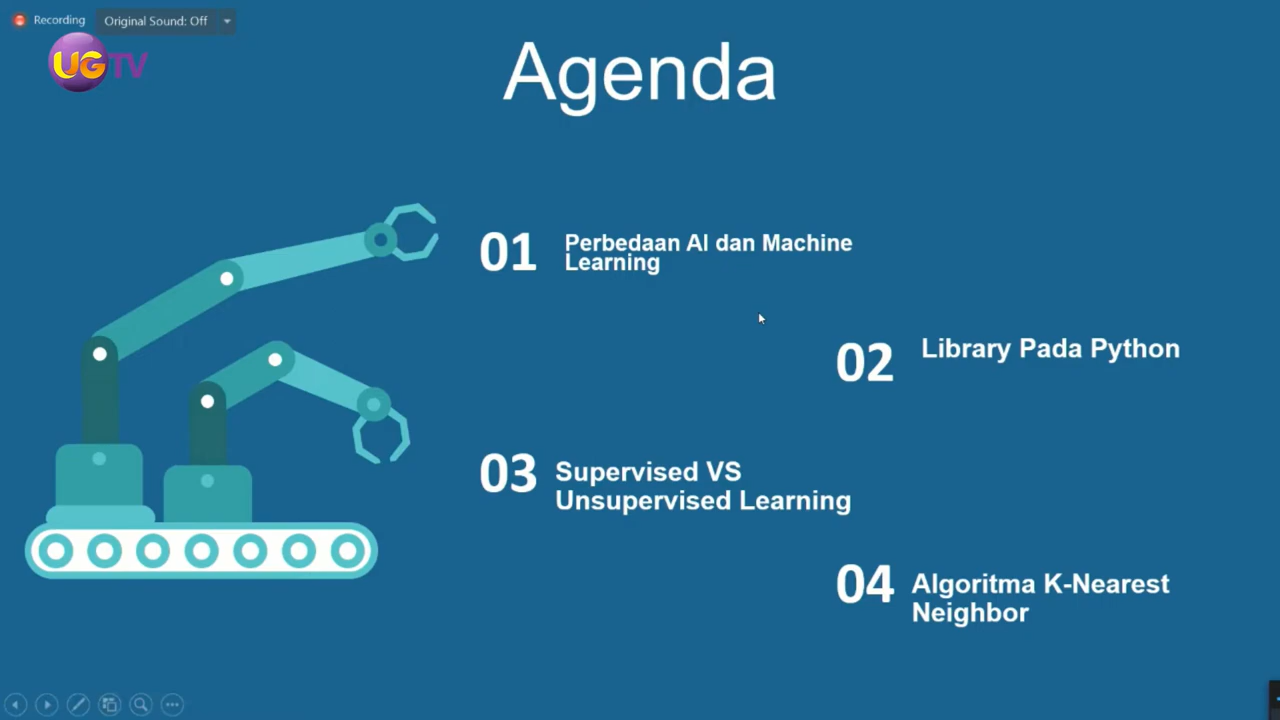 Recording
Original Sound: Off
UGTV
Agenda
01
Perbedaan AI dan Machine
Learning
02
Library Pada Python
03
Supervised VS
Unsupervised Learning
04
Algoritma K-Nearest
Neighbor